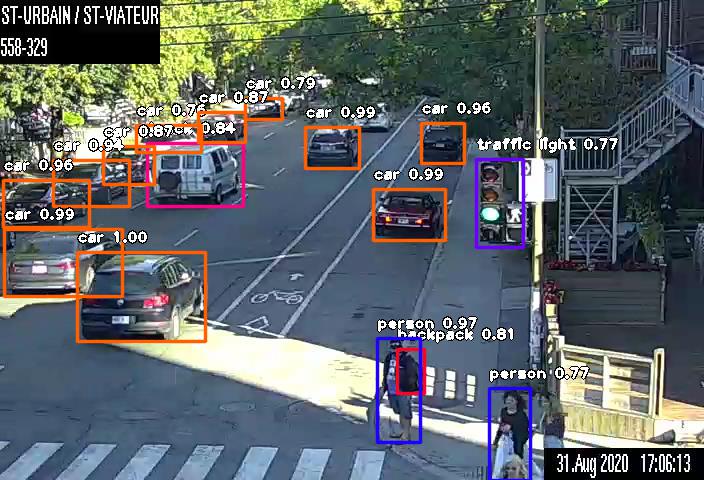 ST-URBAIN / ST-VIATEUR
558-329
car 0.79
car 0.87
car 0.76
car 0.99
car 0.96
car 0.87
0.84
car 0.94
traffic light 0.77
car 0.96
car 0.99
car 0.99
car 1.00
person 0.97
backpack 0.81
person 0.77
31.Aug 2020 17:06:13